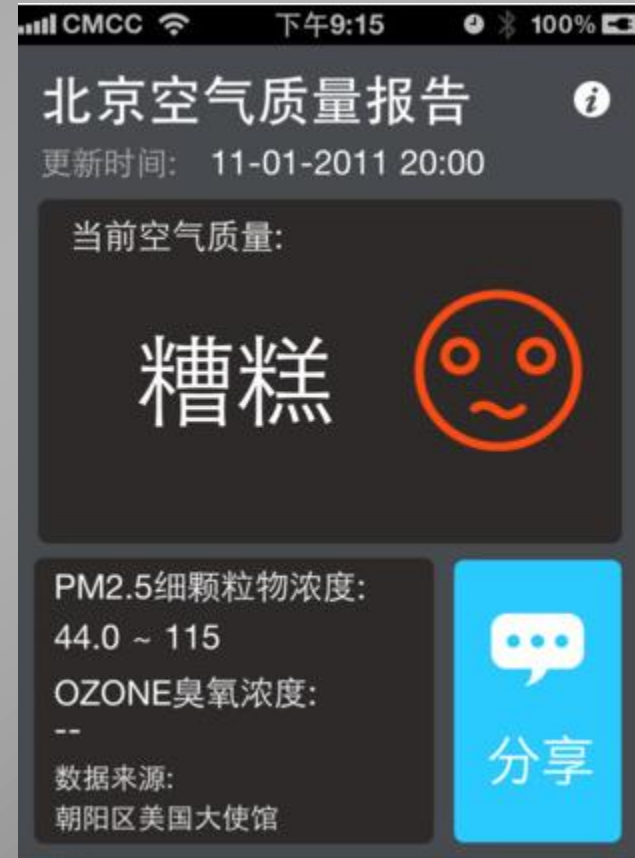 CMCC 下午9:15 100%
北京空气质量报告
更新时间: 11-01-2011 20:00
当前空气质量:
糟糕
PM2.5细颗粒物浓度:
44.0 ~ 115
OZONE臭氧浓度:
--
数据来源:
朝阳区美国大使馆
分享